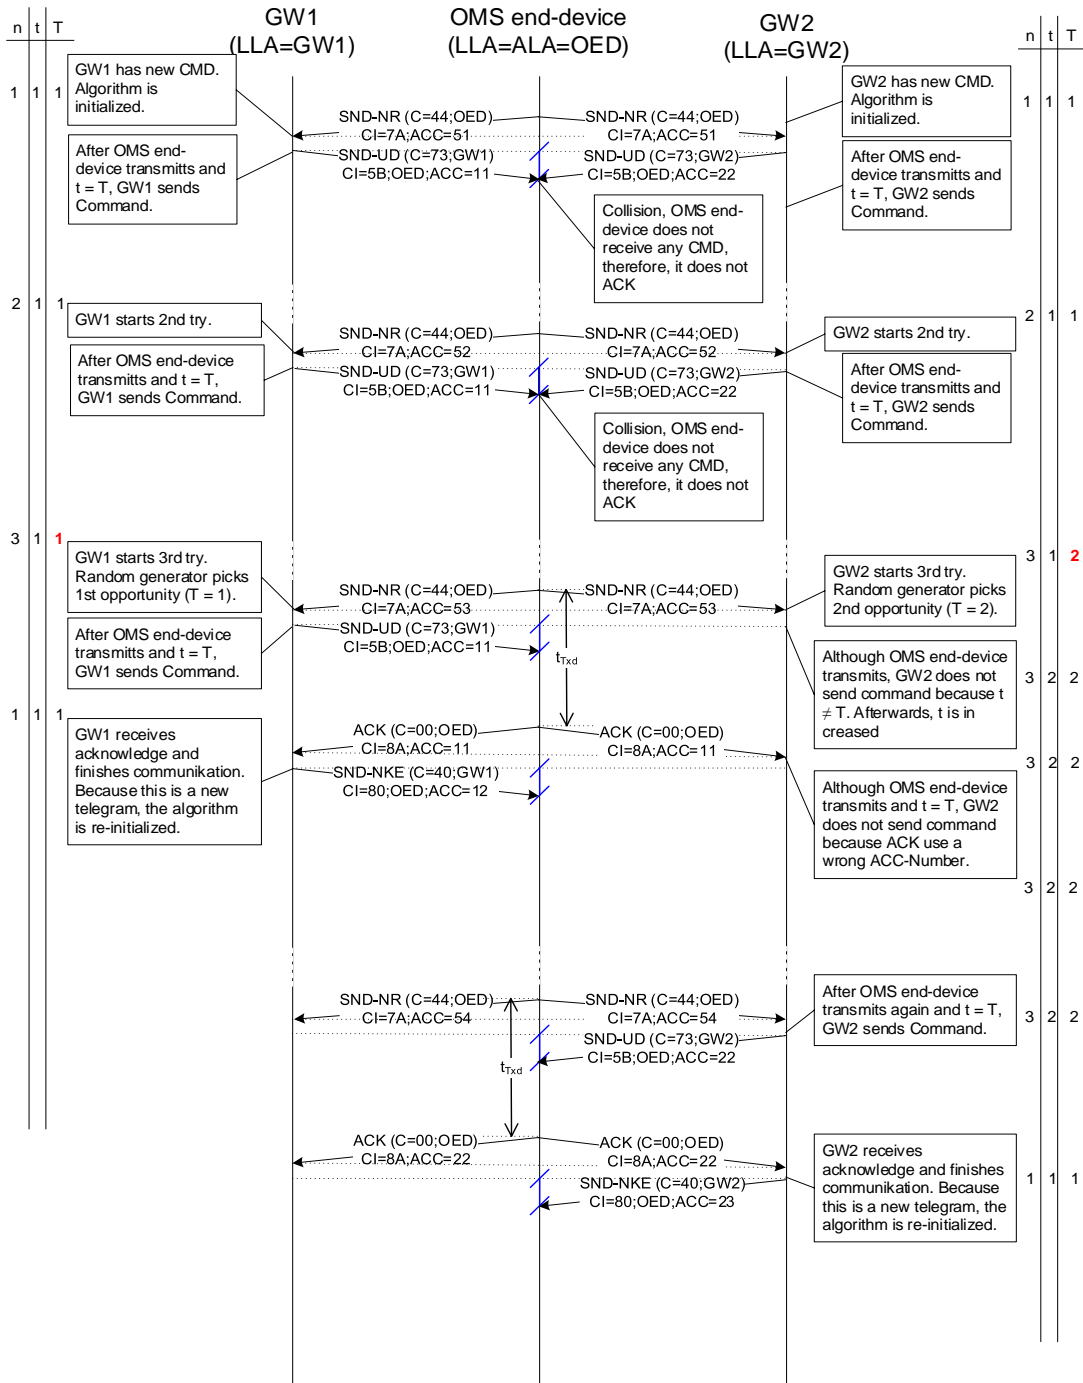 n t T
GW1
(LLA=GW1)
OMS end-device
(LLA=ALA=OED)
GW2
(LLA=GW2)
n t T
1 1 1
GW1 has new CMD.
Algorithm is
initialized.
SND-NR (C=44;OED)
CI=7A;ACC=51
SND-NR (C=44;OED)
CI=7A;ACC=51
GW2 has new CMD.
Algorithm is
initialized.
1 1 1
After OMS end-
device transmitts and
t = T, GW1 sends
Command.
SND-UD (C=73;GW1)
CI=5B;OED;ACC=11
SND-UD (C=73;GW2)
CI=5B;OED;ACC=22
After OMS end-
device transmitts and
t = T, GW2 sends
Command.
Collision, OMS end-
device does not
receive any CMD,
therefore, it does not
ACK
2 1 1
GW1 starts 2nd try.
SND-NR (C=44;OED)
CI=7A;ACC=52
SND-NR (C=44;OED)
CI=7A;ACC=52
GW2 starts 2nd try.
2 1 1
After OMS end-device
transmitts and t = T,
GW1 sends Command.
SND-UD (C=73;GW1)
CI=5B;OED;ACC=11
SND-UD (C=73;GW2)
CI=5B;OED;ACC=22
After OMS end-
device transmitts and
t = T, GW2 sends
Command.
Collision, OMS end-
device does not
receive any CMD,
therefore, it does not
ACK
3 1 1
GW1 starts 3rd try.
Random generator picks
1st opportunity (T = 1).
SND-NR (C=44;OED)
CI=7A;ACC=53
SND-NR (C=44;OED)
CI=7A;ACC=53
GW2 starts 3rd try.
Random generator picks
2nd opportunity (T = 2).
3 1 2
After OMS end-device
transmitts and t = T,
GW1 sends Command.
SND-UD (C=73;GW1)
CI=5B;OED;ACC=11
tTxd
Although OMS end-device
transmits, GW2 does not
send command because t
≠ T. Afterwards, t is in
creased
3 2 2
1 1 1
GW1 receives
acknowledge and
finishes communikation.
Because this is a new
telegram, the algorithm
is re-initialized.
ACK (C=00;OED)
CI=8A;ACC=11
ACK (C=00;OED)
CI=8A;ACC=11
SND-NKE (C=40;GW1)
CI=80;OED;ACC=12
3 2 2
Although OMS end-device
transmits and t = T, GW2
does not send command
because ACK use a
wrong ACC-Number.
3 2 2
SND-NR (C=44;OED)
CI=7A;ACC=54
SND-NR (C=44;OED)
CI=7A;ACC=54
After OMS end-device
transmits again and t = T,
GW2 sends Command.
3 2 2
SND-UD (C=73;GW2)
CI=5B;OED;ACC=22
tTxd
ACK (C=00;OED)
CI=8A;ACC=22
ACK (C=00;OED)
CI=8A;ACC=22
SND-NKE (C=40;GW2)
CI=80;OED;ACC=23
GW2 receives
acknowledge and finishes
communikation. Because
this is a new telegram, the
algorithm is re-initialized.
1 1 1